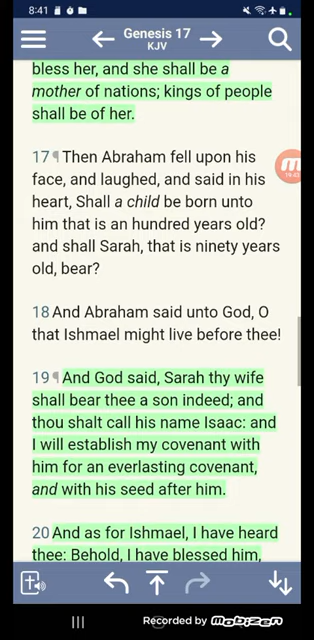 8:41
Genesis 17
KJV
bless her, and she shall be a
mother of nations; kings of people
shall be of her.
17¶Then Abraham fell upon his
face, and laughed, and said in his
heart, Shall a child be born unto
him that is an hundred years old?
and shall Sarah, that is ninety years
old, bear?
18 And Abraham said unto God, O
that Ishmael might live before thee!
19¶And God said, Sarah thy wife
shall bear thee a son indeed; and
thou shalt call his name Isaac: and
I will establish my covenant with
him for an everlasting covenant,
and with his seed after him.
20 And as for Ishmael, I have heard
thee: Behold, I have blessed him,
Recorded by mobizen